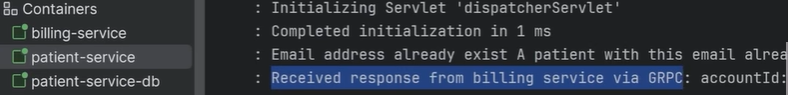 Containers
billing-service
patient-service
patient-service-db
: Initializing Servlet 'dispatcherServlet'
: Completed initialization in 1 ms
: Email address already exist A patient with this email
: Received response from billing service via GRPC: accountId: